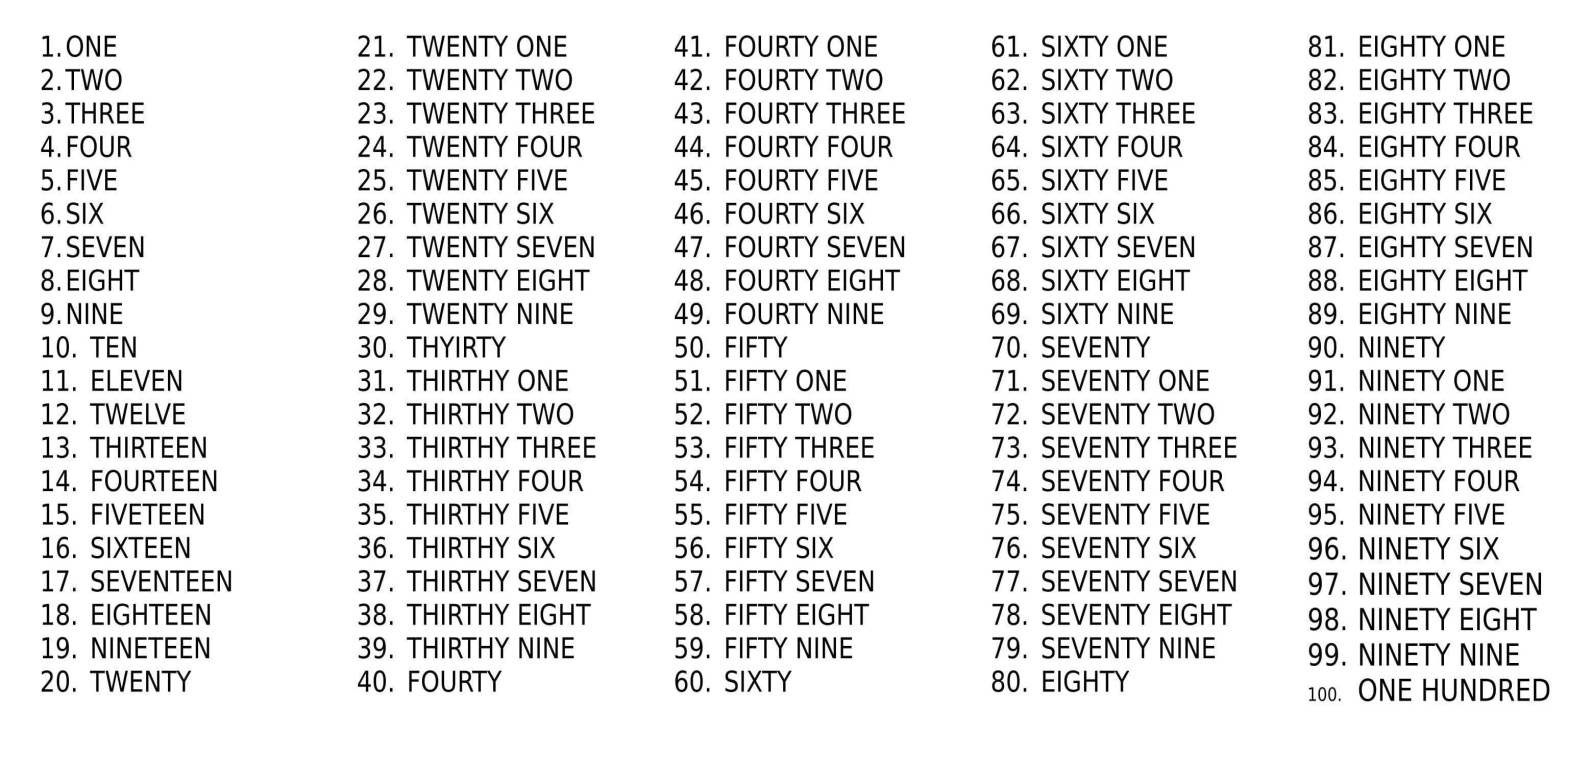 1. ONE
2. TWO
3. THREE
4. FOUR
5. FIVE
6. SIX
7. SEVEN
8. EIGHT
9. NINE
10. TEN
11. ELEVEN
12. TWELVE
13. THIRTEEN
14. FOURTEEN
15. FIVETEEN
16. SIXTEEN
17. SEVENTEEN
18. EIGHTEEN
19. NINETEEN
20. TWENTY
21. TWENTY ONE
22. TWENTY TWO
23. TWENTY THREE
24. TWENTY FOUR
25. TWENTY FIVE
26. TWENTY SIX
27. TWENTY SEVEN
28. TWENTY EIGHT
29. TWENTY NINE
30. THYIRTY
31. THIRTHY ONE
32. THIRTHY TWO
33. THIRTHY THREE
34. THIRTHY FOUR
35. THIRTHY FIVE
36. THIRTHY SIX
37. THIRTHY SEVEN
38. THIRTHY EIGHT
39. THIRTHY NINE
40. FOURTY
41. FOURTY ONE
42. FOURTY TWO
43. FOURTY THREE
44. FOURTY FOUR
45. FOURTY FIVE
46. FOURTY SIX
47. FOURTY SEVEN
48. FOURTY EIGHT
49. FOURTY NINE
50. FIFTY
51. FIFTY ONE
52. FIFTY TWO
53. FIFTY THREE
54. FIFTY FOUR
55. FIFTY FIVE
56. FIFTY SIX
57. FIFTY SEVEN
58. FIFTY EIGHT
59. FIFTY NINE
60. SIXTY
61. SIXTY ONE
62. SIXTY TWO
63. SIXTY THREE
64. SIXTY FOUR
65. SIXTY FIVE
66. SIXTY SIX
67. SIXTY SEVEN
68. SIXTY EIGHT
69. SIXTY NINE
70. SEVENTY
71. SEVENTY ONE
72. SEVENTY TWO
73. SEVENTY THREE
74. SEVENTY FOUR
75. SEVENTY FIVE
76. SEVENTY SIX
77. SEVENTY SEVEN
78. SEVENTY EIGHT
79. SEVENTY NINE
80. EIGHTY
81. EIGHTY ONE
82. EIGHTY TWO
83. EIGHTY THREE
84. EIGHTY FOUR
85. EIGHTY FIVE
86. EIGHTY SIX
87. EIGHTY SEVEN
88. EIGHTY EIGHT
89. EIGHTY NINE
90. NINETY
91. NINETY ONE
92. NINETY TWO
93. NINETY THREE
94. NINETY FOUR
95. NINETY FIVE
96. NINETY SIX
97. NINETY SEVEN
98. NINETY EIGHT
99. NINETY NINE
100. ONE HUNDRED